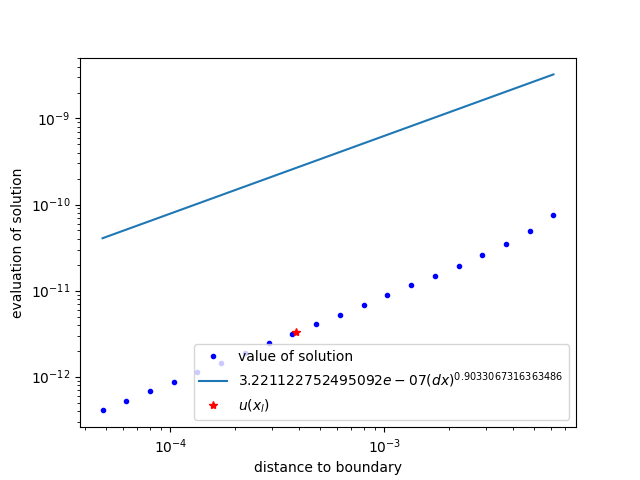 10⁻⁹
10⁻¹⁰
10⁻¹¹
10⁻¹²
evaluation of solution
value of solution
3.221122752495092e − 07(dx)^0.9033067316363486
u(x_l)
10⁻⁴
10⁻³
distance to boundary